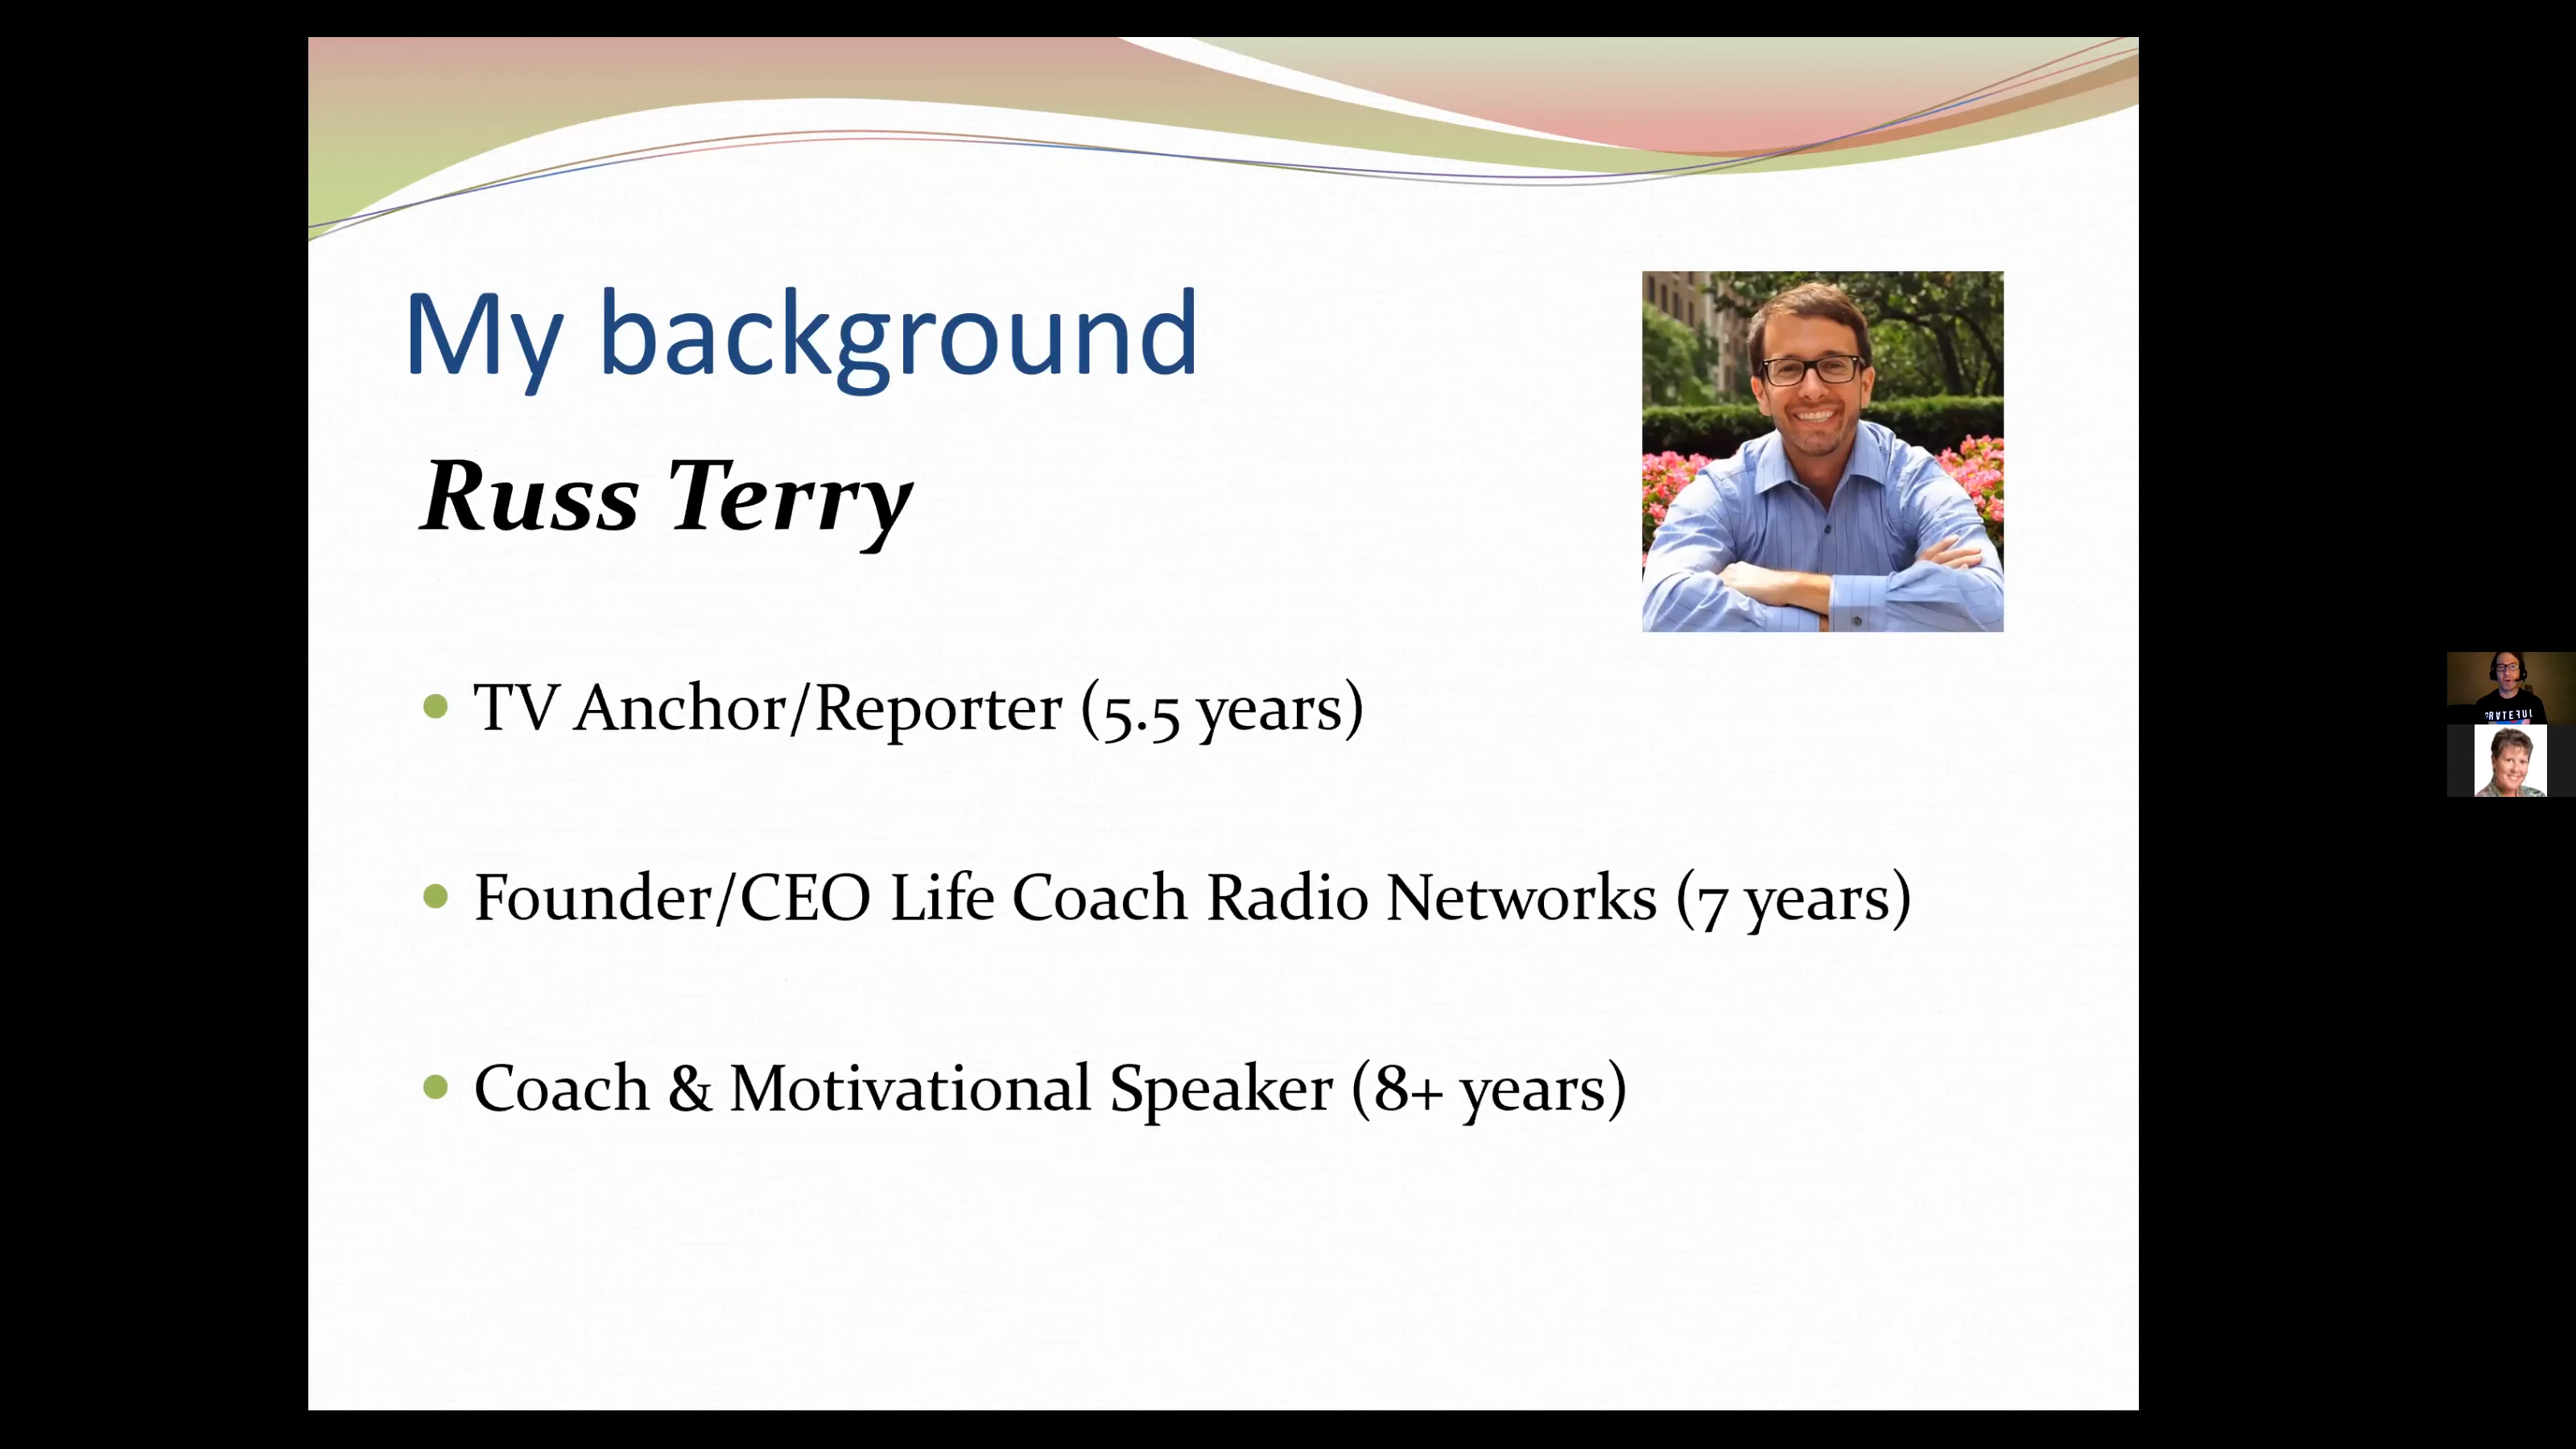 My background
Russ Terry
TV Anchor/Reporter (5.5 years)
Founder/CEO Life Coach Radio Networks (7 years)
Coach & Motivational Speaker (8+ years)
GRATEFUL